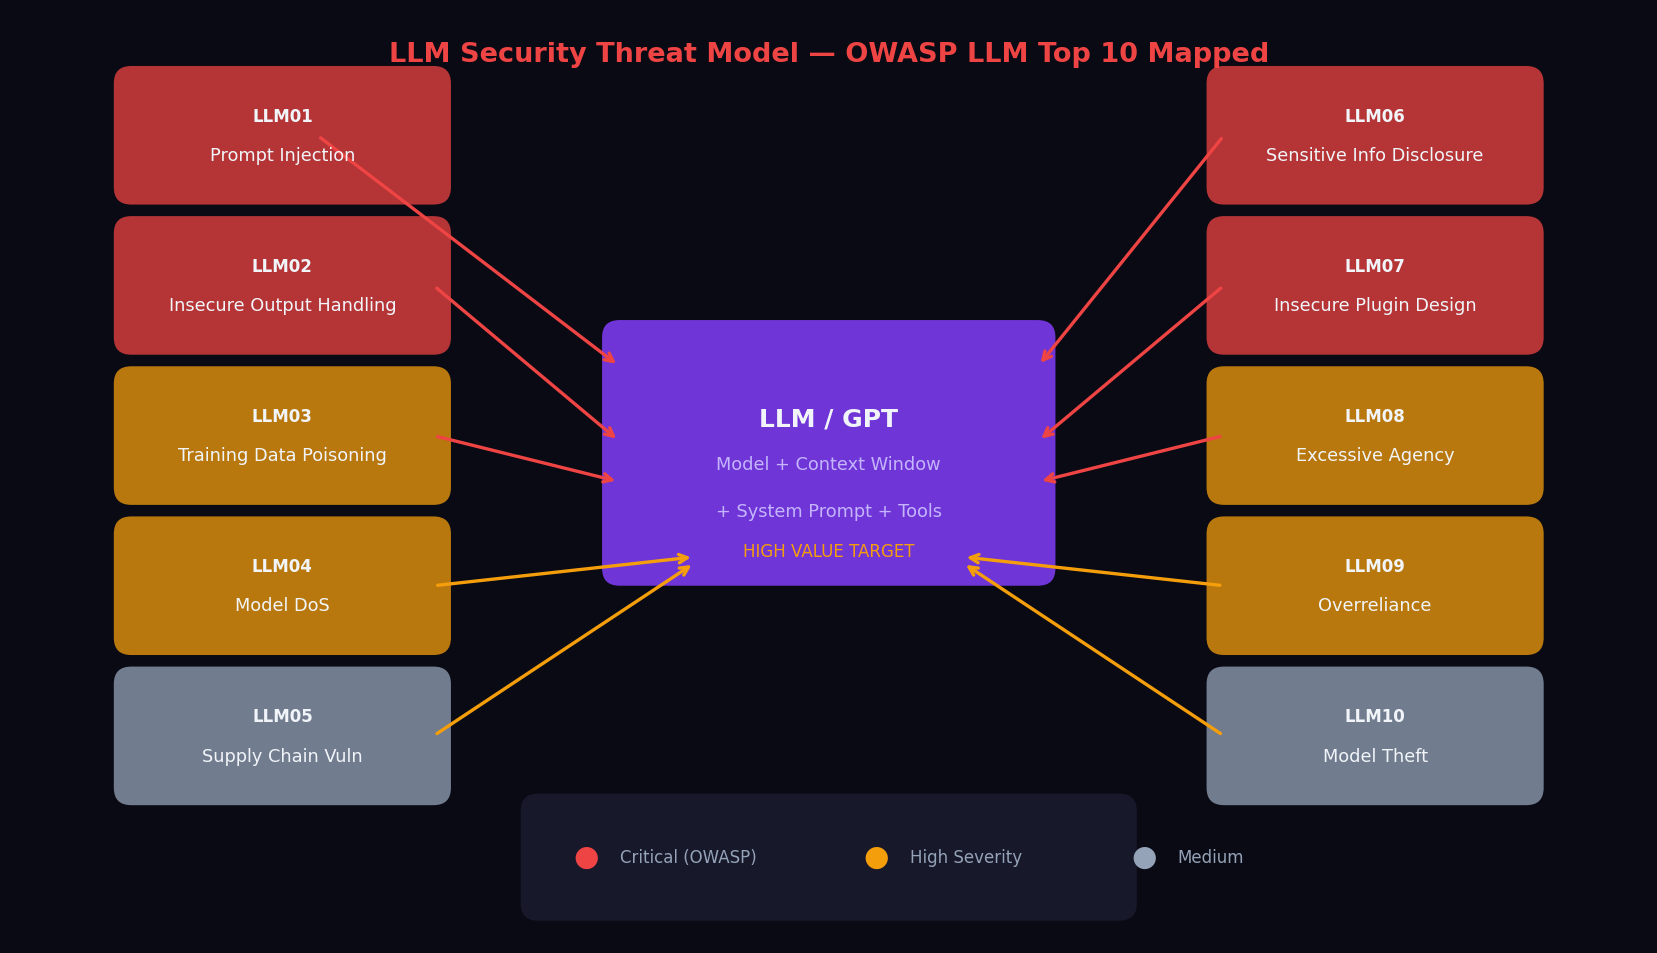 LLM Security Threat Model — OWASP LLM Top 10 Mapped
LLM01
Prompt Injection
LLM02
Insecure Output Handling
LLM03
Training Data Poisoning
LLM04
Model DoS
LLM05
Supply Chain Vuln
LLM / GPT
Model + Context Window
+ System Prompt + Tools
HIGH VALUE TARGET
LLM06
Sensitive Info Disclosure
LLM07
Insecure Plugin Design
LLM08
Excessive Agency
LLM09
Overreliance
LLM10
Model Theft
Critical (OWASP)
High Severity
Medium